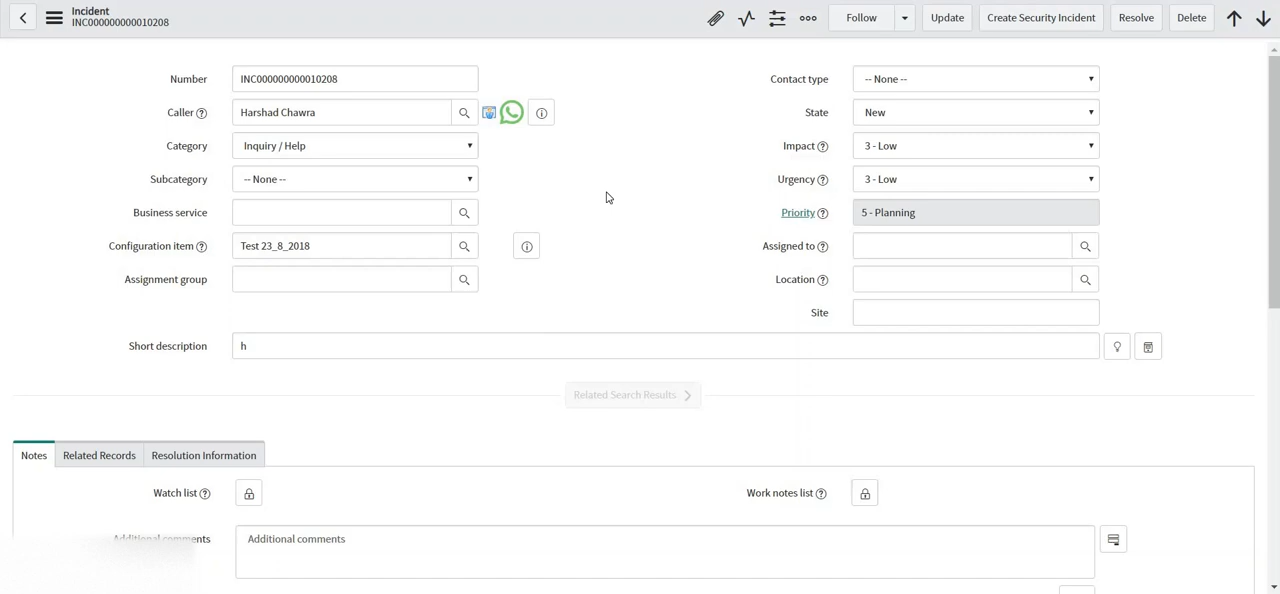 Incident
INC000000000010208
Follow
Update
Create Security Incident
Resolve
Delete
Number INC000000000010208
Contact type -- None --
Caller Harshad Chawra
State New
Category Inquiry / Help
Impact 3 - Low
Subcategory -- None --
Urgency 3 - Low
Business service
Priority 5 - Planning
Configuration item Test 23_8_2018
Assigned to
Assignment group
Location
Site
Short description h
Related Search Results
Notes Related Records Resolution Information
Watch list
Work notes list
Additional comments Additional comments